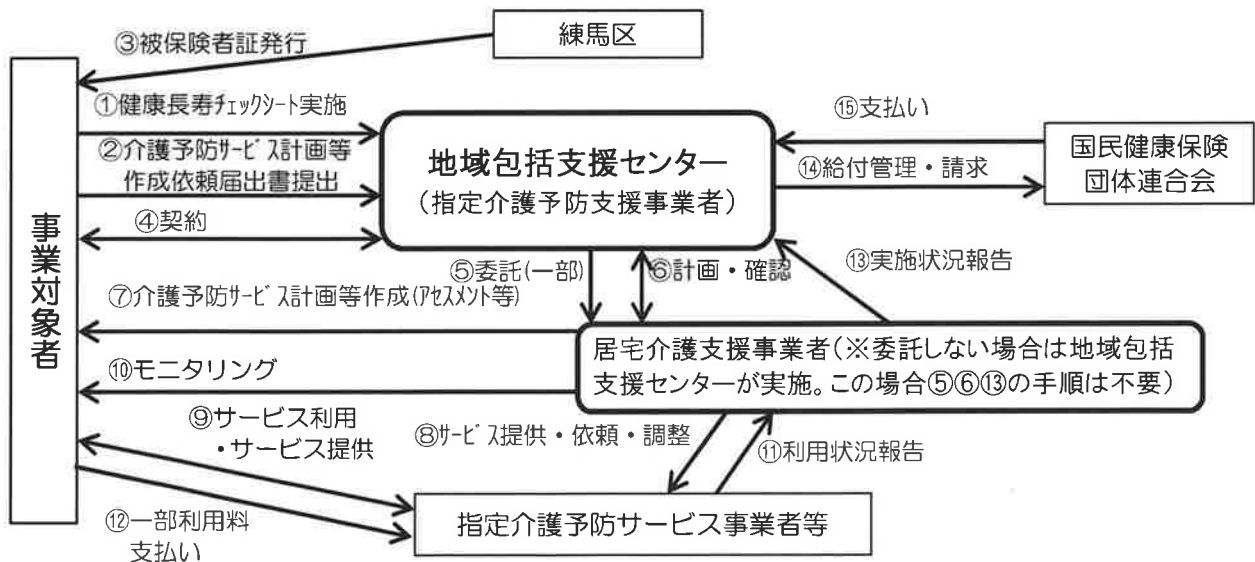 練馬区
③被保険者証発行
①健康長寿チェックシート実施
②介護予防サービス計画等
作成依頼届出書提出
④契約
事業対象者
地域包括支援センター
(指定介護予防支援事業者)
⑮支払い
⑭給付管理・請求
国民健康保険
団体連合会
⑤委託(一部)
⑥計画・確認
⑬実施状況報告
⑦介護予防サービス計画等作成(アセスメント等)
居宅介護支援事業者(※委託しない場合は地域包括
支援センターが実施。この場合⑤⑥⑬の手順は不要)
⑩モニタリング
⑨サービス利用
・サービス提供
⑧サービス提供・依頼・調整
⑪利用状況報告
指定介護予防サービス事業者等
⑫一部利用料
支払い